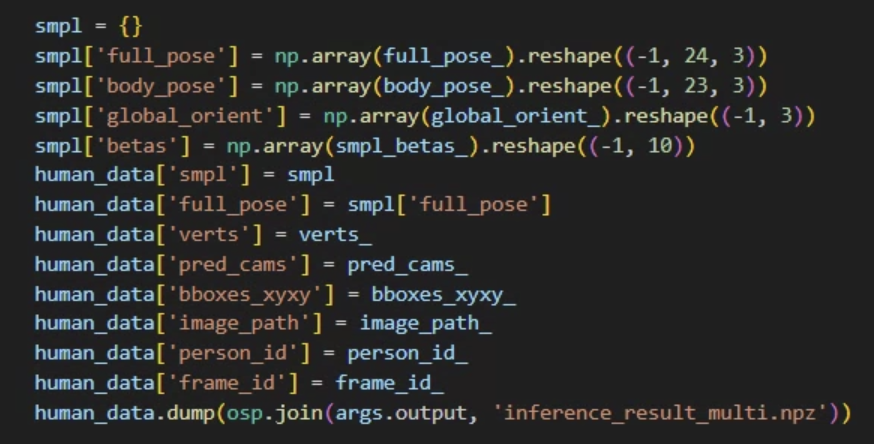 smpl = {}
smpl['full_pose'] = np.array(full_pose_).reshape((-1, 24, 3))
smpl['body_pose'] = np.array(body_pose_).reshape((-1, 23, 3))
smpl['global_orient'] = np.array(global_orient_).reshape((-1, 3))
smpl['betas'] = np.array(smpl_betas_).reshape((-1, 10))
human_data['smpl'] = smpl
human_data['full_pose'] = smpl['full_pose']
human_data['verts'] = verts_
human_data['pred_cams'] = pred_cams_
human_data['bboxes_xyxy'] = bboxes_xyxy_
human_data['image_path'] = image_path_
human_data['person_id'] = person_id_
human_data['frame_id'] = frame_id_
human_data.dump(osp.join(args.output, 'inference_result_multi.npz'))